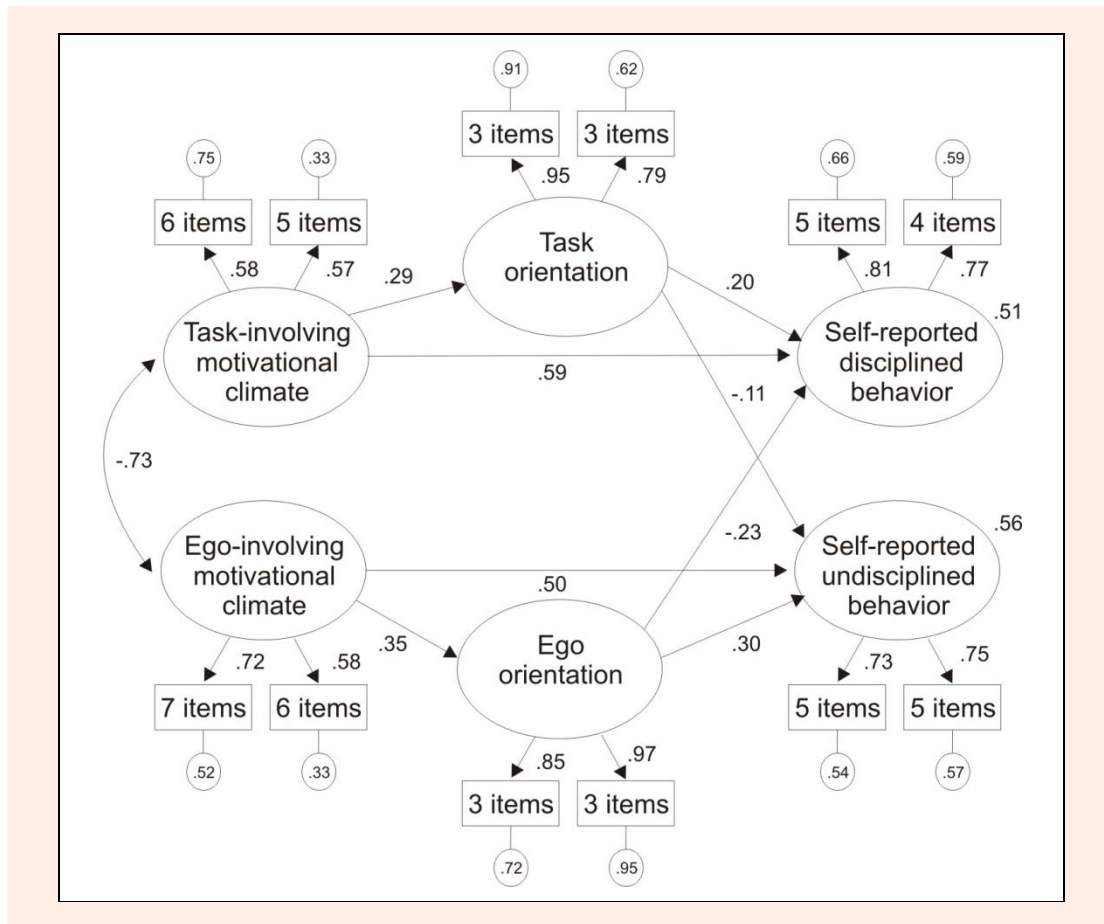 .91
.62
3 items
3 items
.95
.79
.75
.33
.66
.59
6 items
5 items
5 items
4 items
.58
.57
.81
.77
Task
orientation
.29
.20
.51
Task-involving
motivational
climate
Self-reported
disciplined
behavior
.59
-.11
-.73
-.23
.56
Ego-involving
motivational
climate
Self-reported
undisciplined
behavior
.50
.35
Ego
orientation
.30
.72
.58
.73
.75
7 items
6 items
5 items
5 items
.52
.33
.54
.57
.85
.97
3 items
3 items
.72
.95